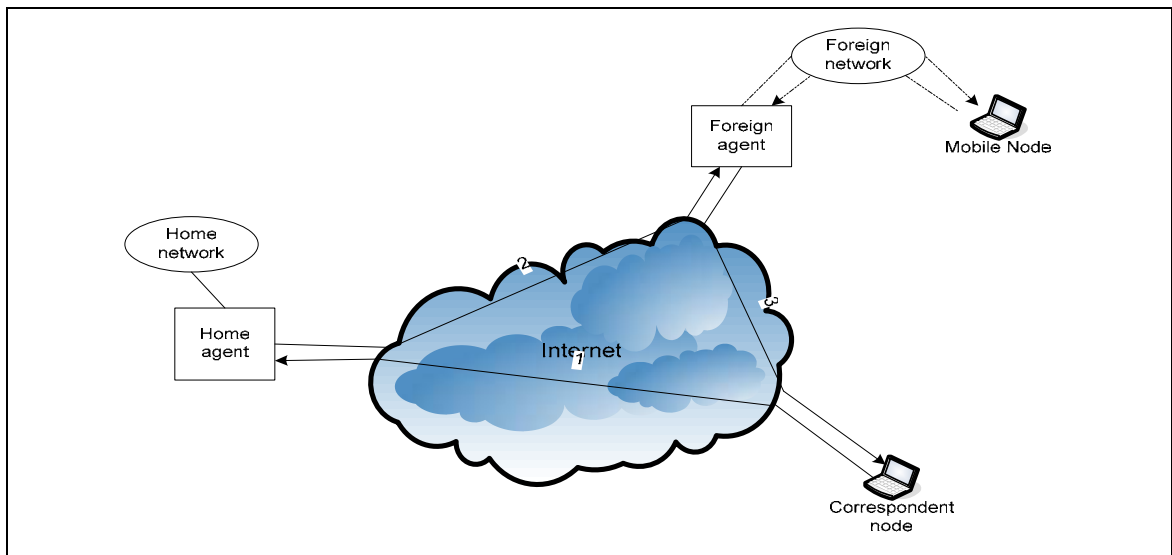 Foreign
network
Foreign
agent
Mobile Node
Home
network
2
3
Home
agent
Internet
1
Correspondent
node